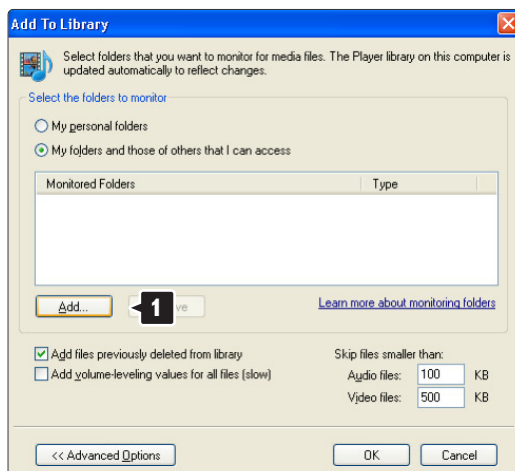 Add To Library
Select folders that you want to monitor for media files. The Player library on this computer is
updated automatically to reflect changes.
Select the folders to monitor
My personal folders
My folders and those of others that I can access
Monitored Folders Type
Add... 1 Learn more about monitoring folders
Add files previously deleted from library Skip files smaller than:
Add volume-leveling values for all files (slow) Audio files: 100 KB
Video files: 500 KB
<< Advanced Options OK Cancel